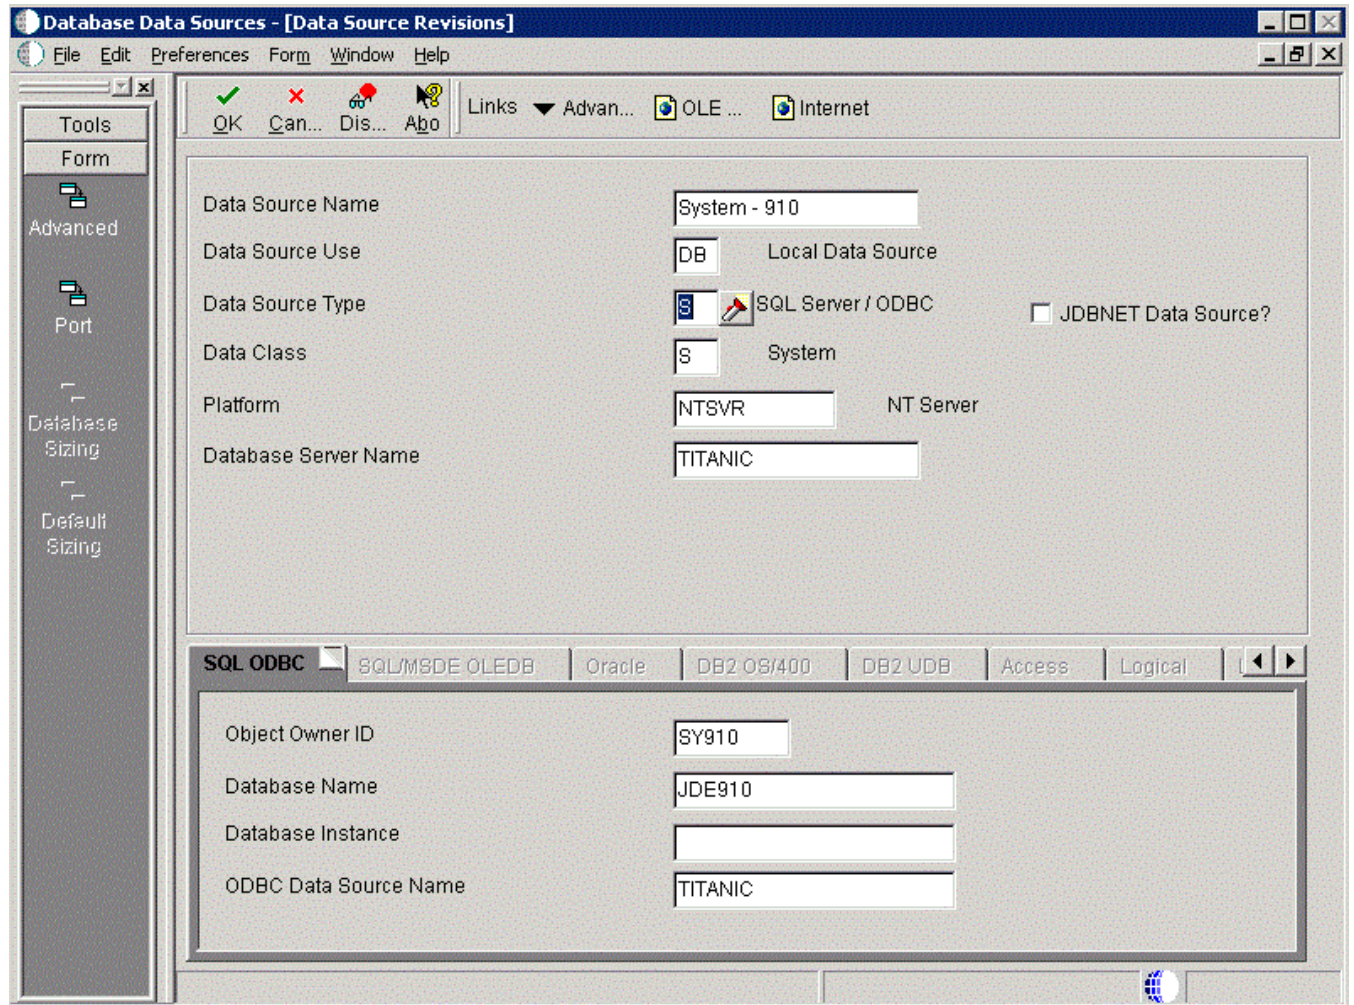 Database Data Sources - [Data Source Revisions]
File Edit Preferences Form Window Help
OK Can... Dis... Abo Links Advan... OLE ... Internet
Tools
Form
Advanced
Port
Database
Sizing
Default
Sizing
Data Source Name System - 910
Data Source Use DB Local Data Source
Data Source Type S SQL Server / ODBC JDBNET Data Source?
Data Class S System
Platform NTSVR NT Server
Database Server Name TITANIC
SQL ODBC SQL/MSDE OLEDB Oracle DB2 OS/400 DB2 UDB Access Logical
Object Owner ID SY910
Database Name JDE910
Database Instance
ODBC Data Source Name TITANIC